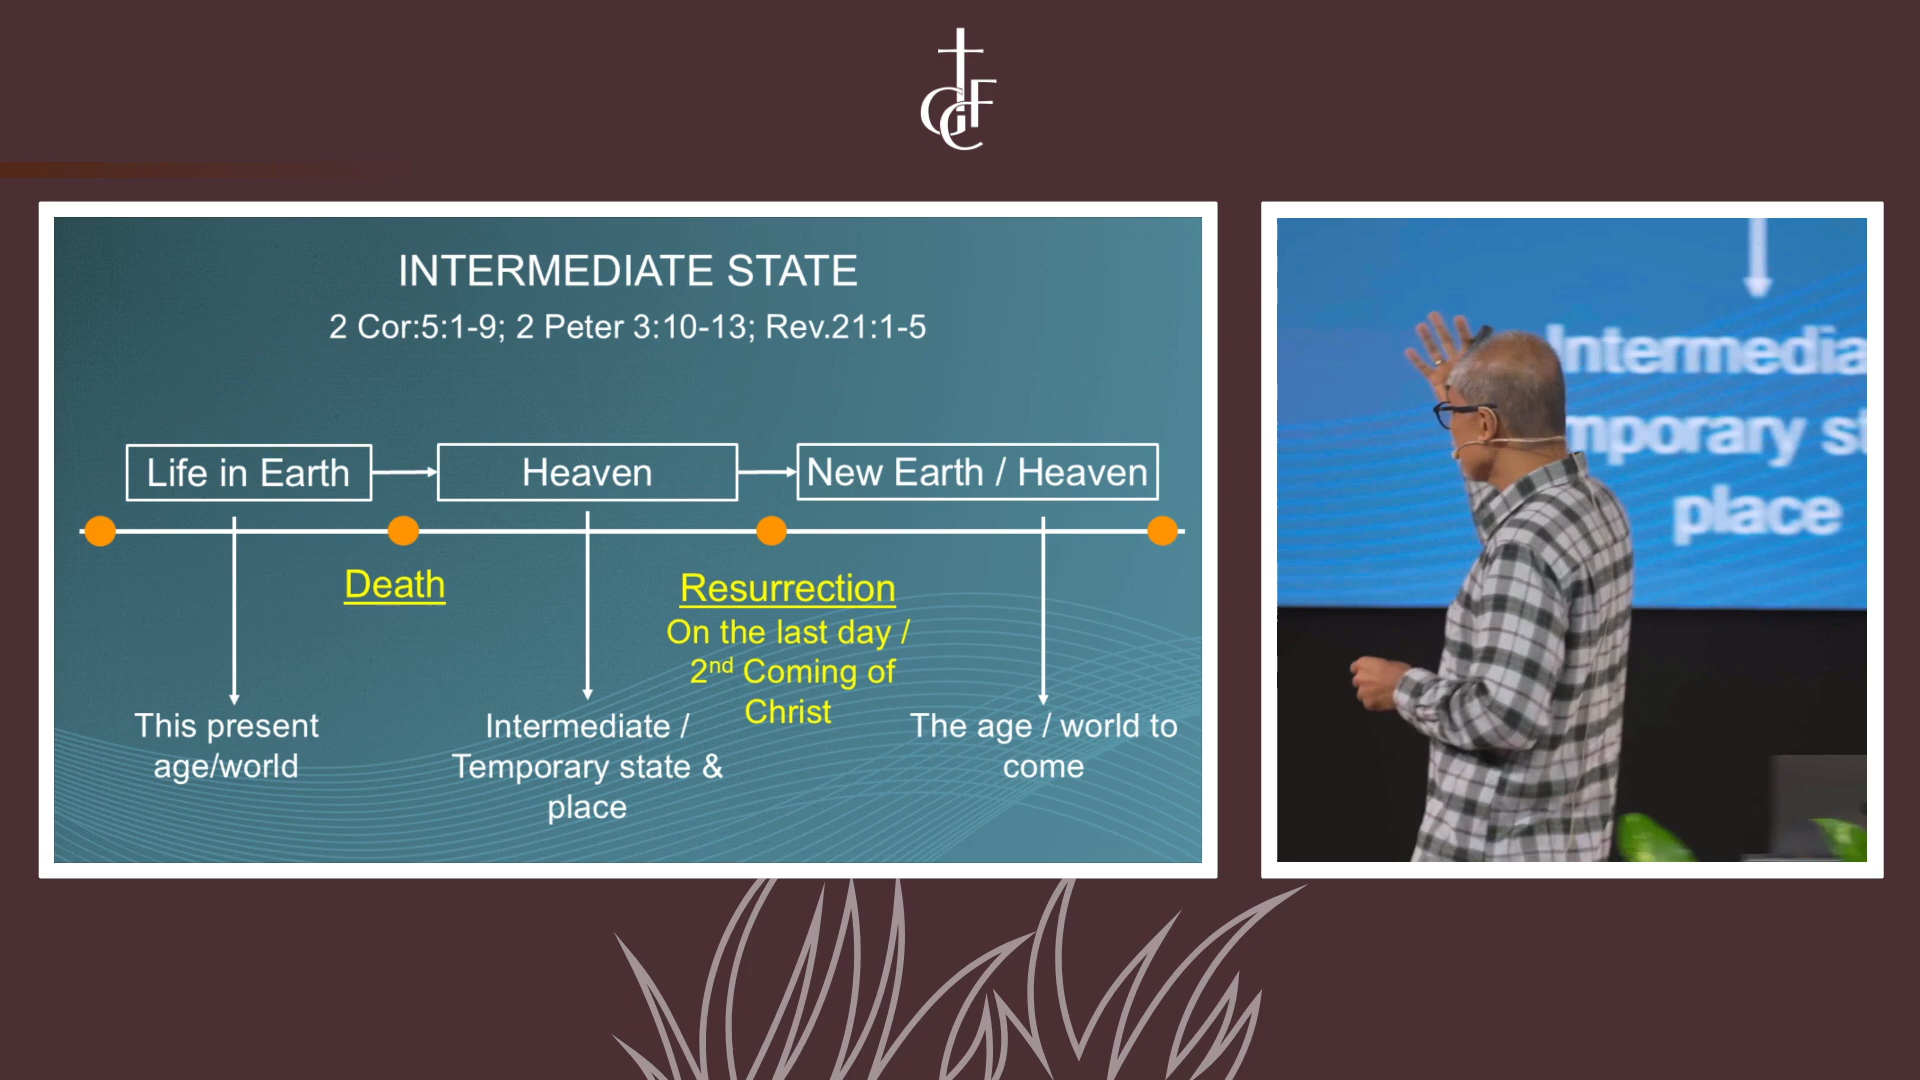 INTERMEDIATE STATE
2 Cor:5:1-9; 2 Peter 3:10-13; Rev.21:1-5
Life in Earth
Heaven
New Earth / Heaven
Death
Resurrection
On the last day /
2nd Coming of
Christ
This present
age/world
Intermediate /
Temporary state &
place
The age / world to
come
Intermedia
mporary st
place